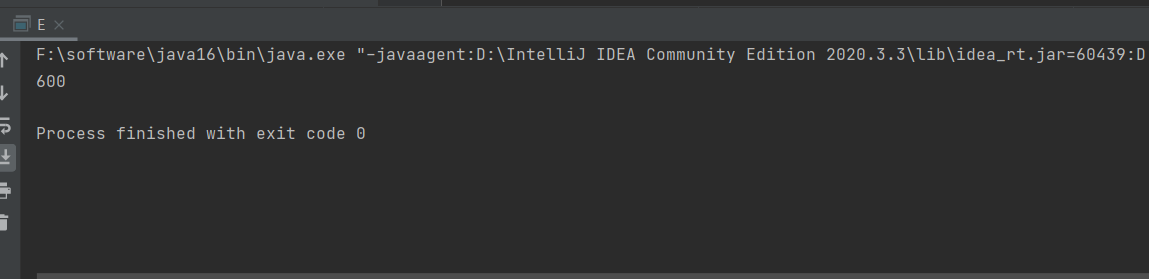 E
F:\software\java16\bin\java.exe "-javaagent:D:\IntelliJ IDEA Community Edition 2020.3.3\lib\idea_rt.jar=60439:D
600
Process finished with exit code 0